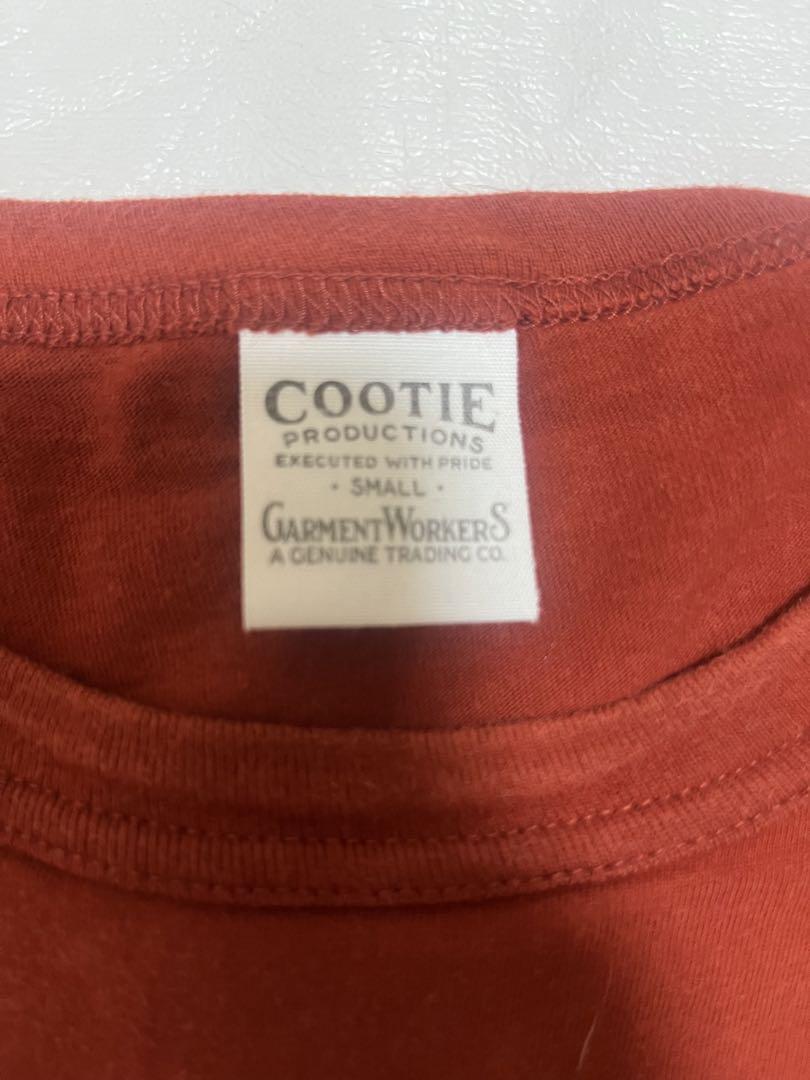 COOTIE
PRODUCTIONS
EXECUTED WITH PRIDE
· SMALL ·
GARMENTWORKERS
A GENUINE TRADING CO.